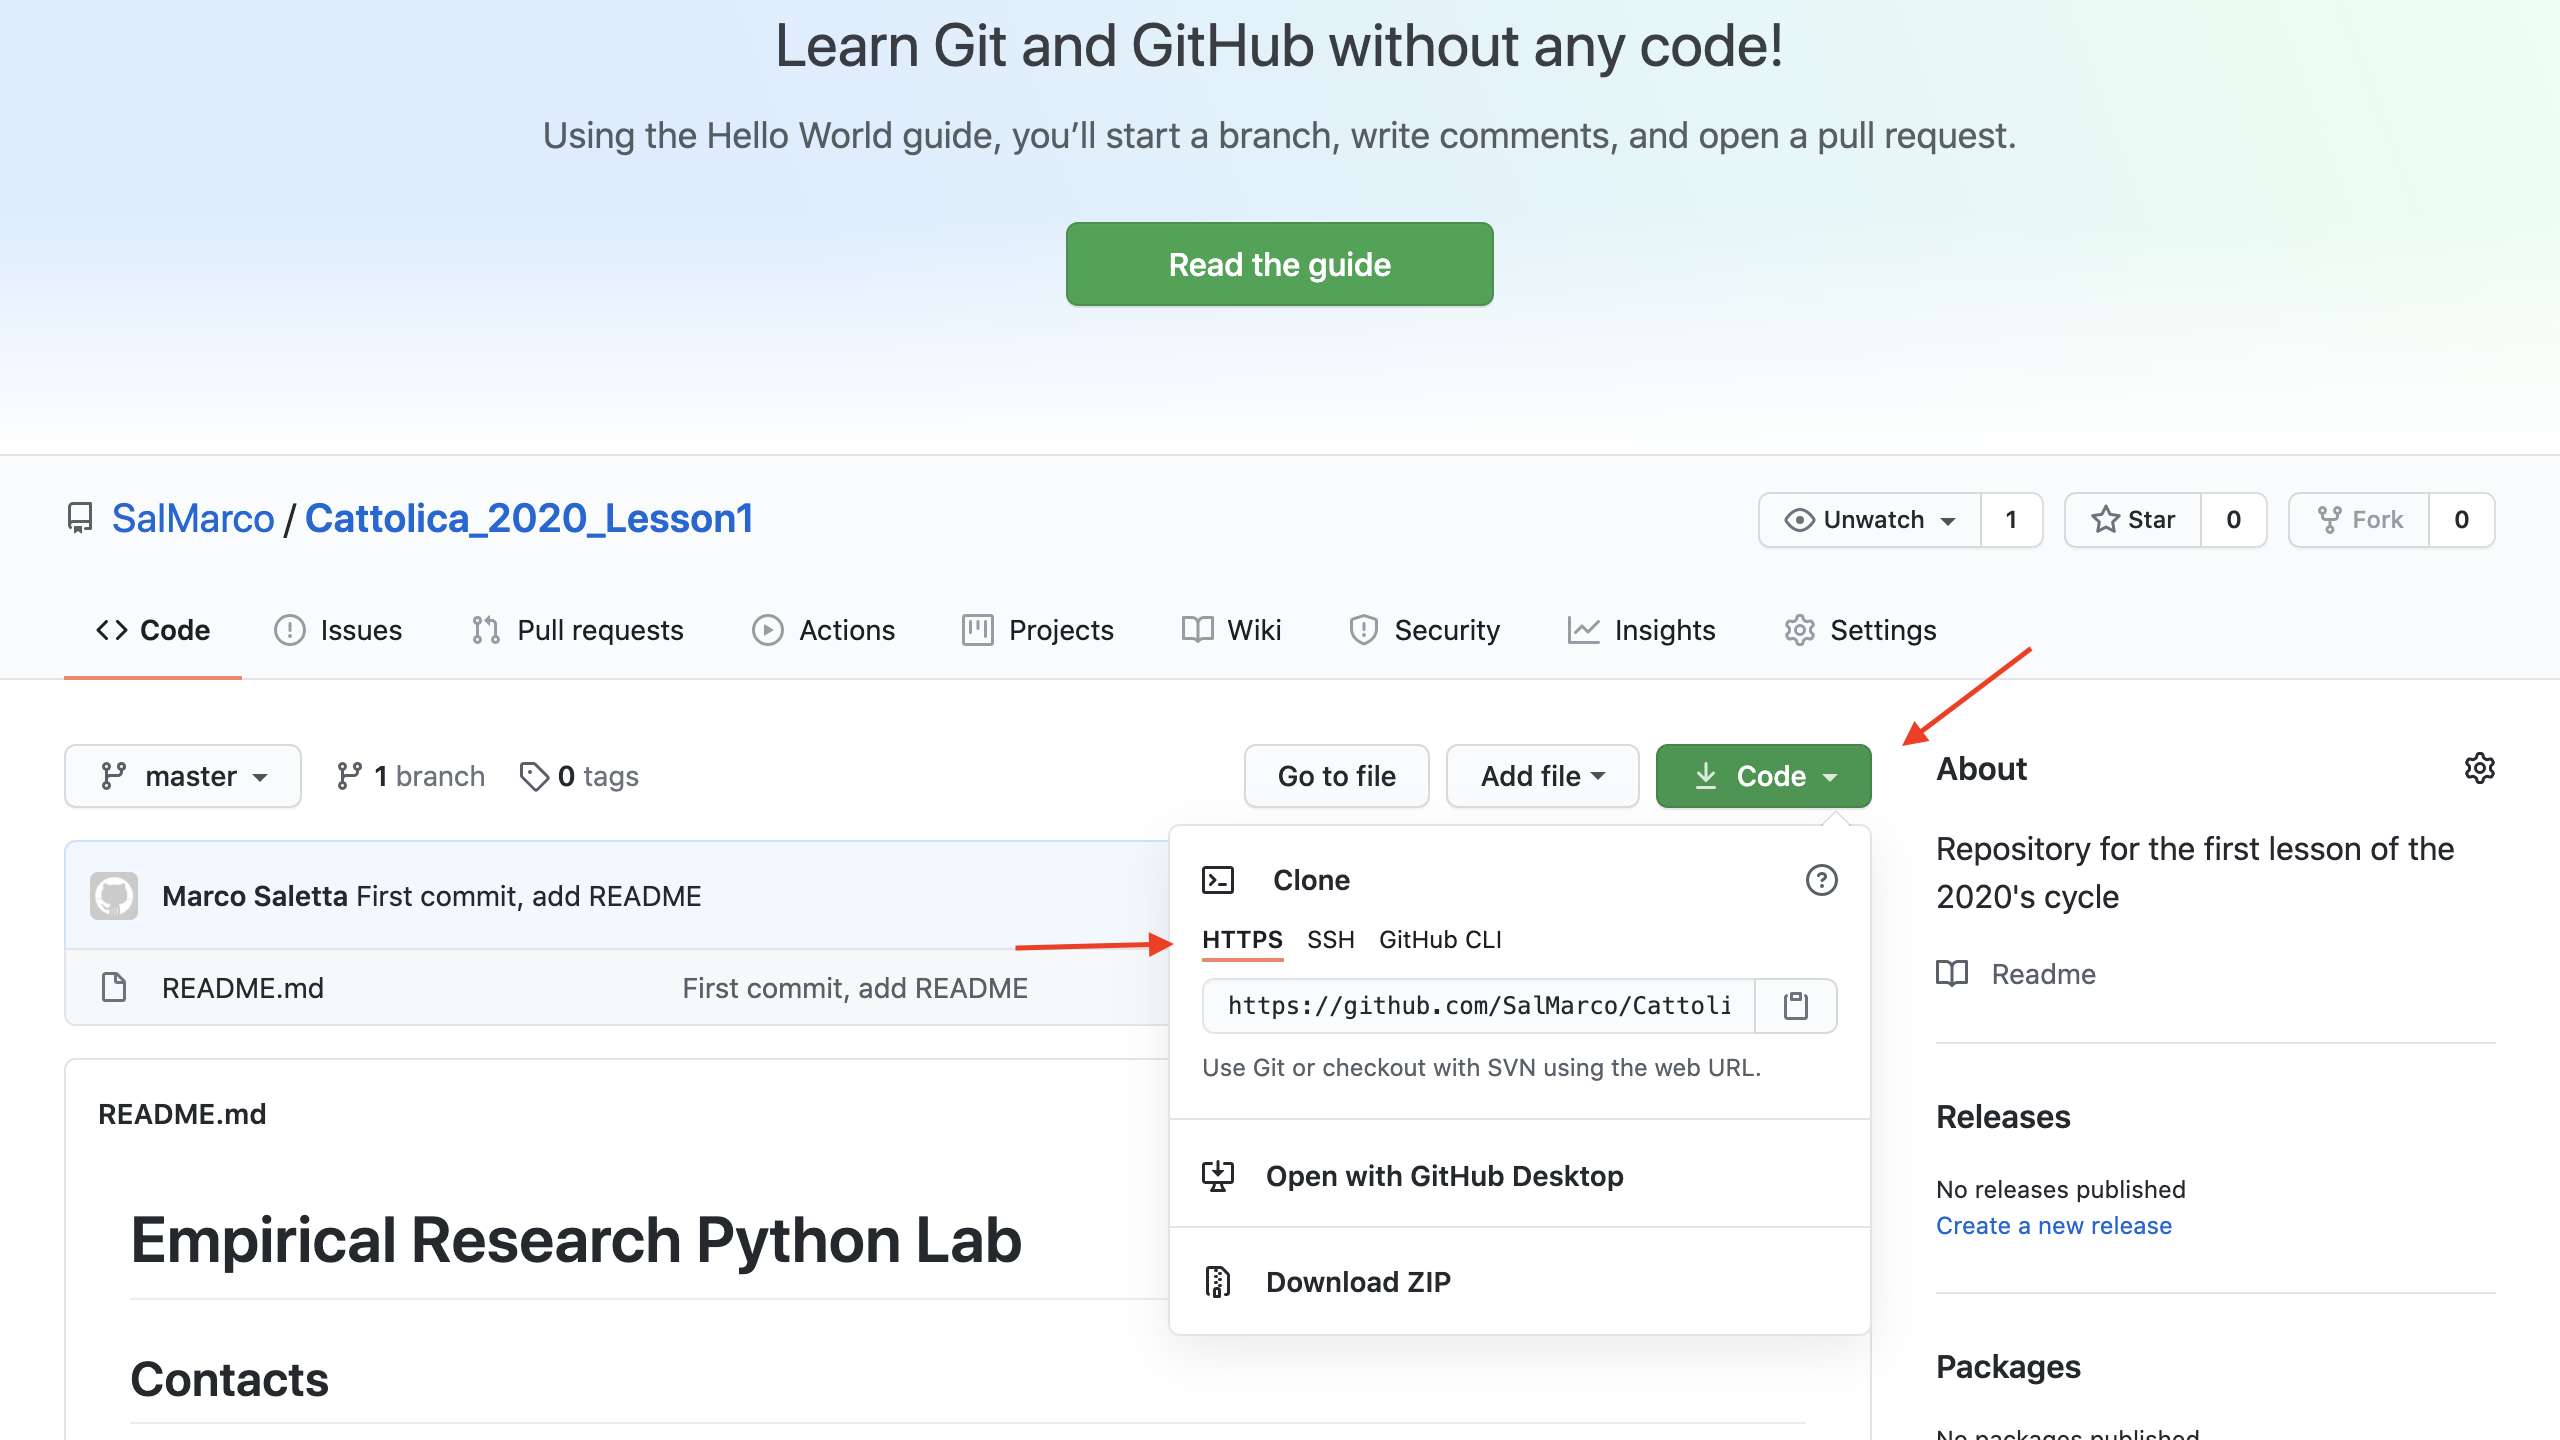 Learn Git and GitHub without any code!
Using the Hello World guide, you’ll start a branch, write comments, and open a pull request.
Read the guide
SalMarco / Cattolica_2020_Lesson1
Unwatch 1
Star 0
Fork 0
Code
Issues
Pull requests
Actions
Projects
Wiki
Security
Insights
Settings
master
1 branch
0 tags
Go to file
Add file
Code
Marco Saletta First commit, add README
README.md
First commit, add README
Clone
HTTPS
SSH
GitHub CLI
https://github.com/SalMarco/Cattoli
Use Git or checkout with SVN using the web URL.
Open with GitHub Desktop
Download ZIP
README.md
Empirical Research Python Lab
Contacts
About
Repository for the first lesson of the
2020's cycle
Readme
Releases
No releases published
Create a new release
Packages
No packages published